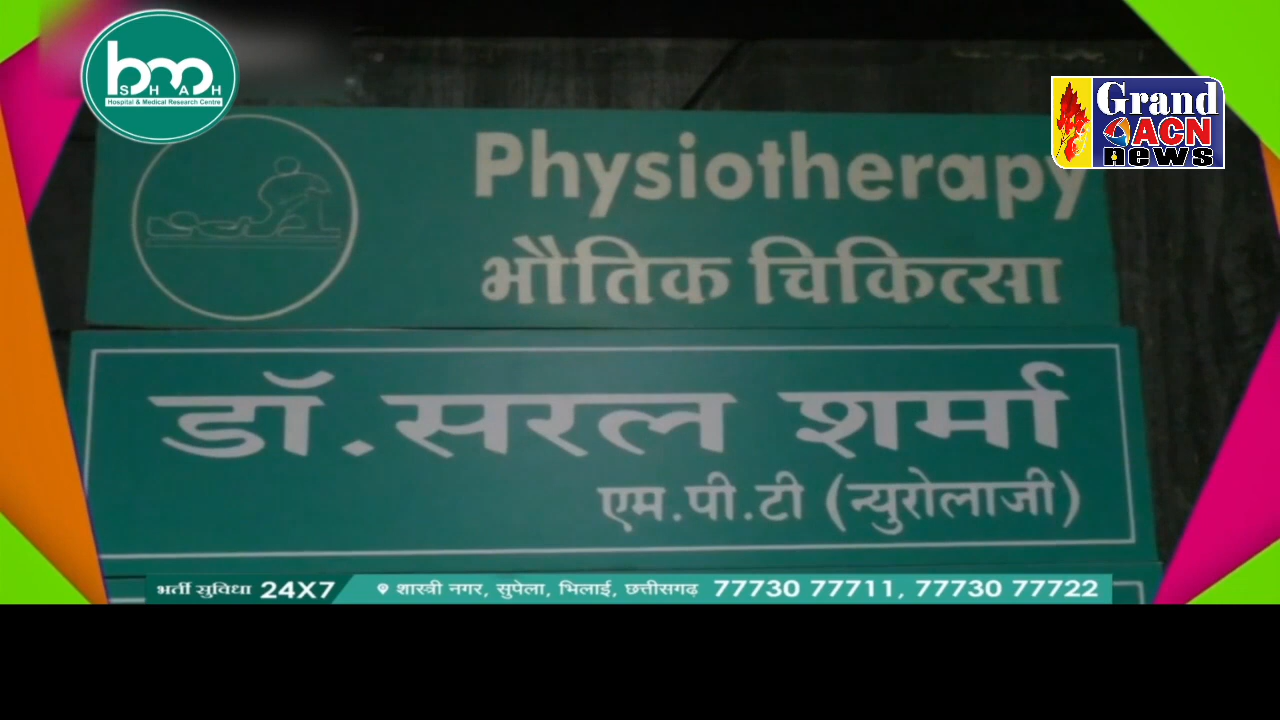 bm
SHAH
Hospital & Medical Research Centre
Grand
ACN
news
Physiotherapy
भौतिक चिकित्सा
डॉ. सरल शर्मा
एम.पी.टी (न्युरोलाजी)
भर्ती सुविधा 24X7 शास्त्री नगर, सुपेला, भिलाई, छत्तीसगढ़ 77730 77711, 77730 77722